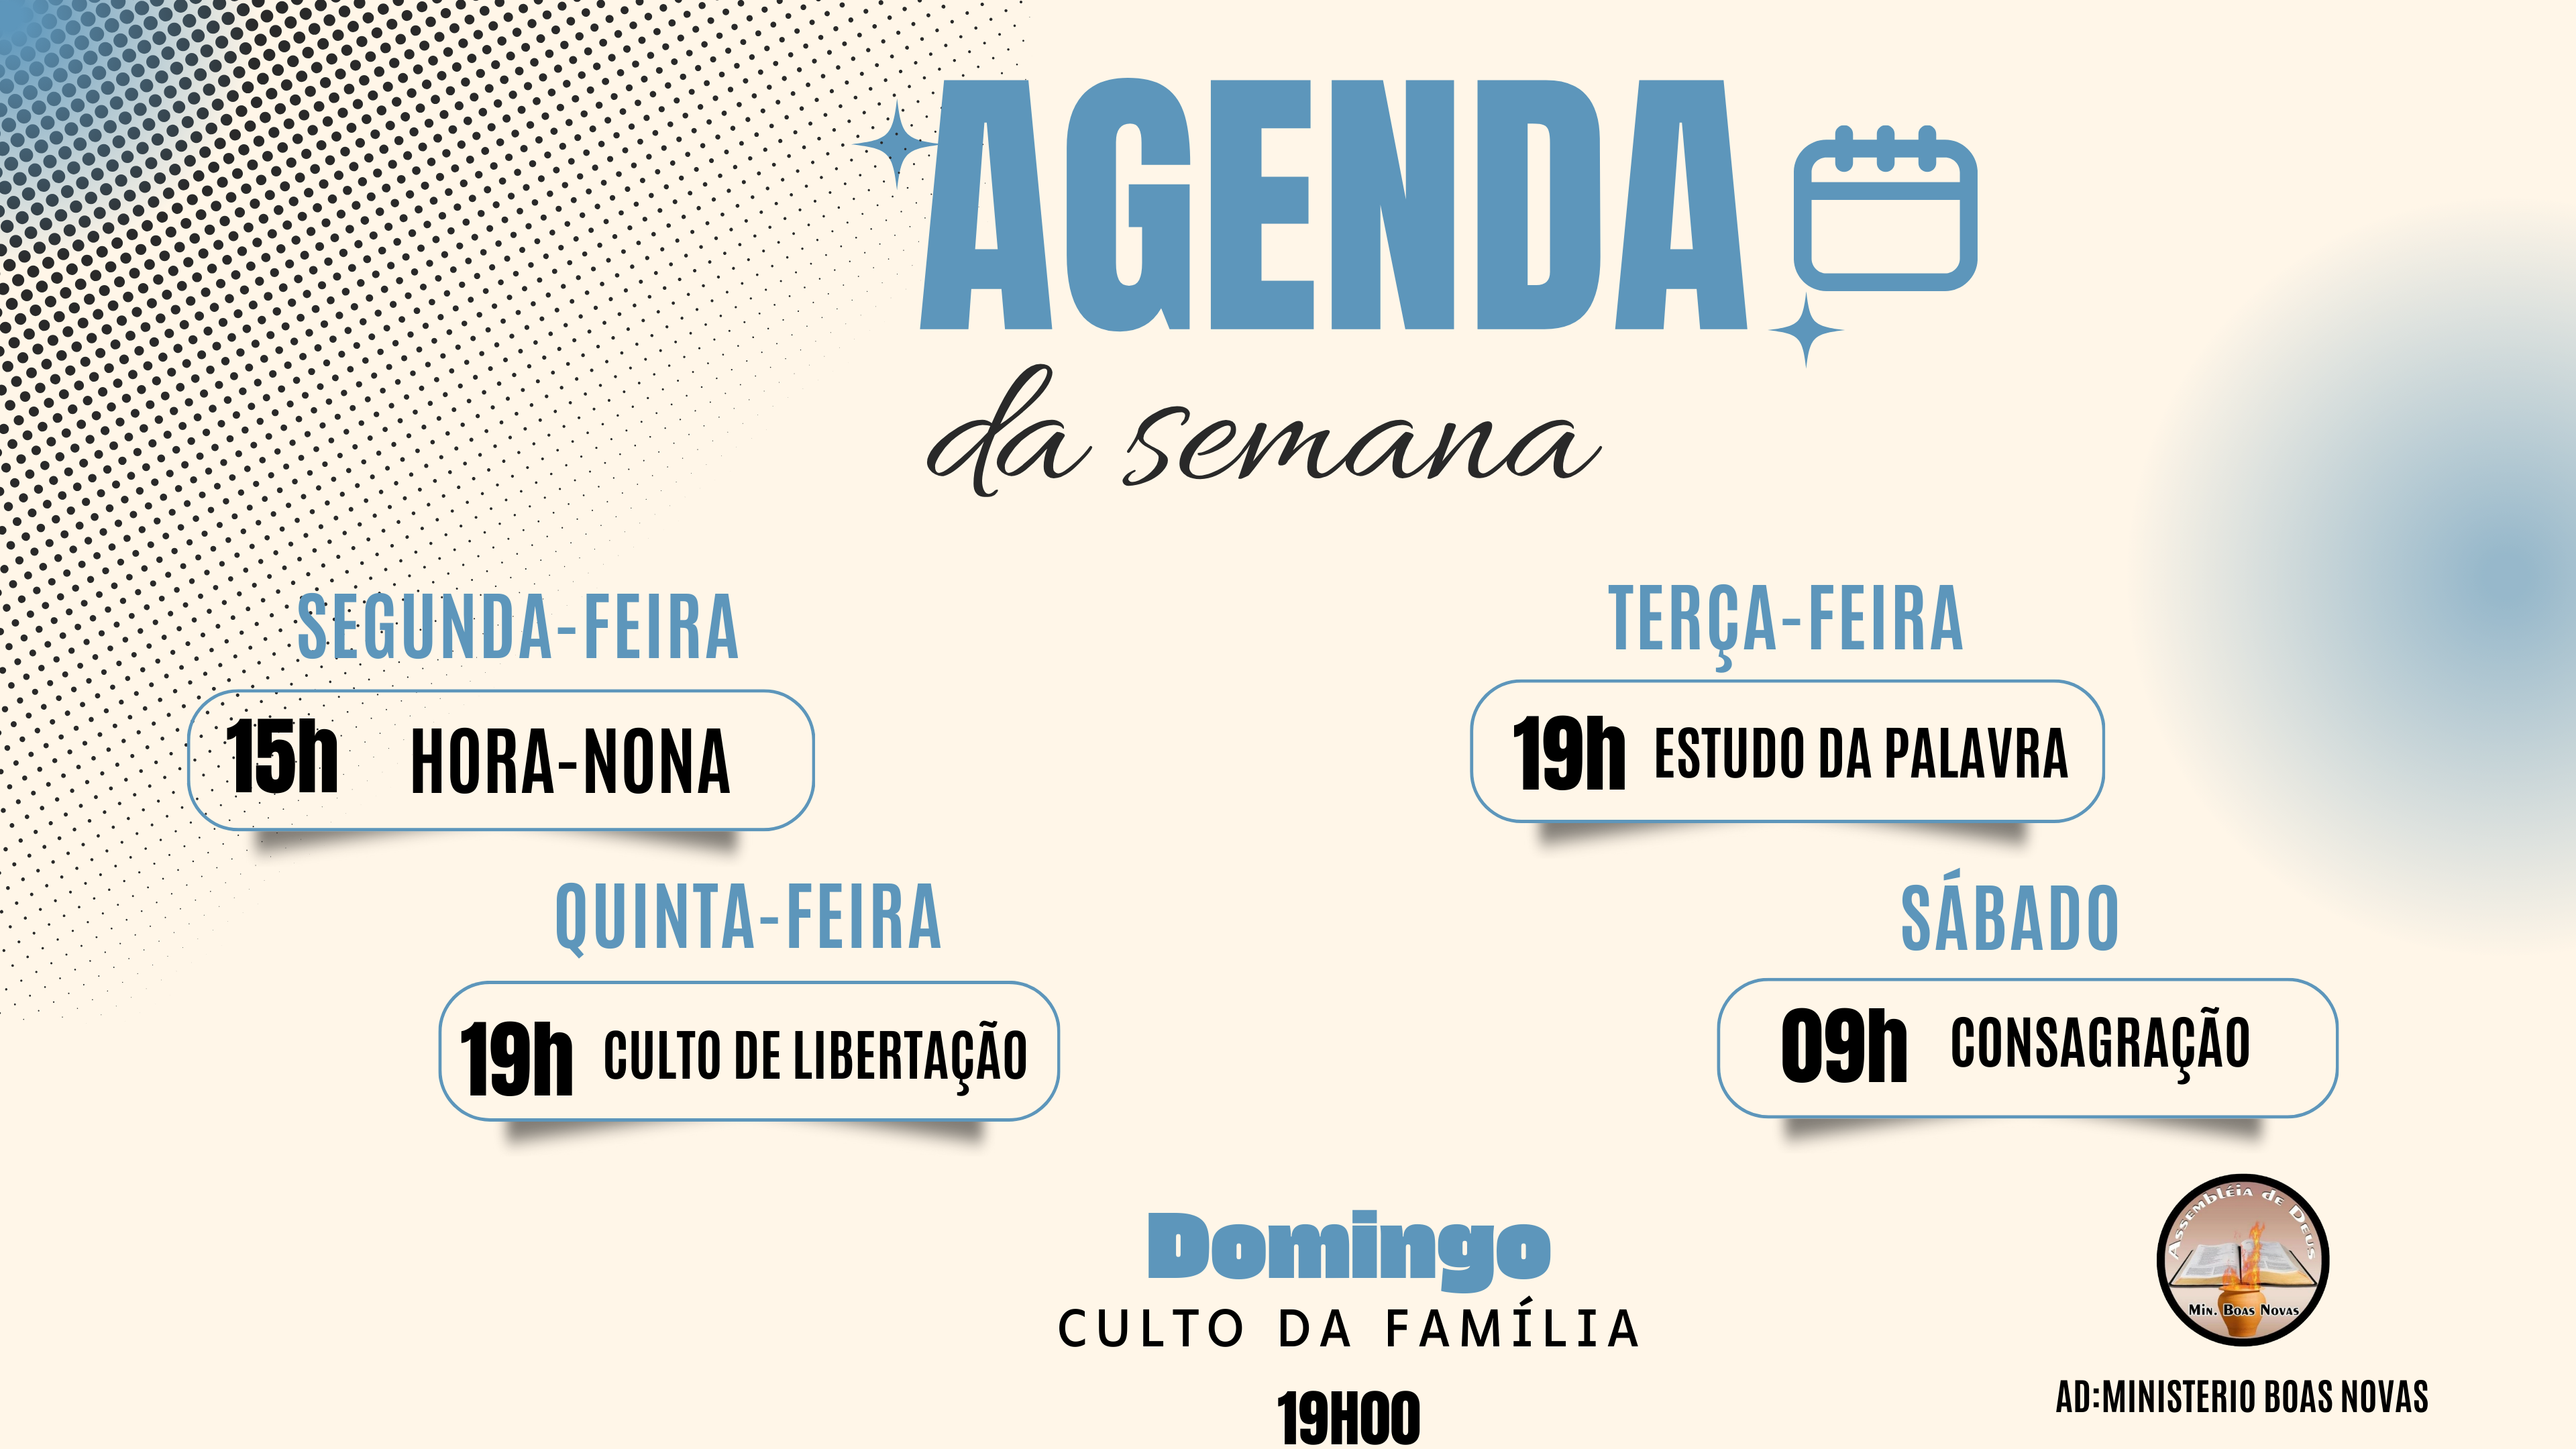 AGENDA
da semana
SEGUNDA-FEIRA
15h HORA-NONA
TERÇA-FEIRA
19h ESTUDO DA PALAVRA
QUINTA-FEIRA
19h CULTO DE LIBERTAÇÃO
SÁBADO
09h CONSAGRAÇÃO
Domingo
CULTO DA FAMÍLIA
19H00
Assembléia de Deus
Min. Boas Novas
AD:MINISTERIO BOAS NOVAS